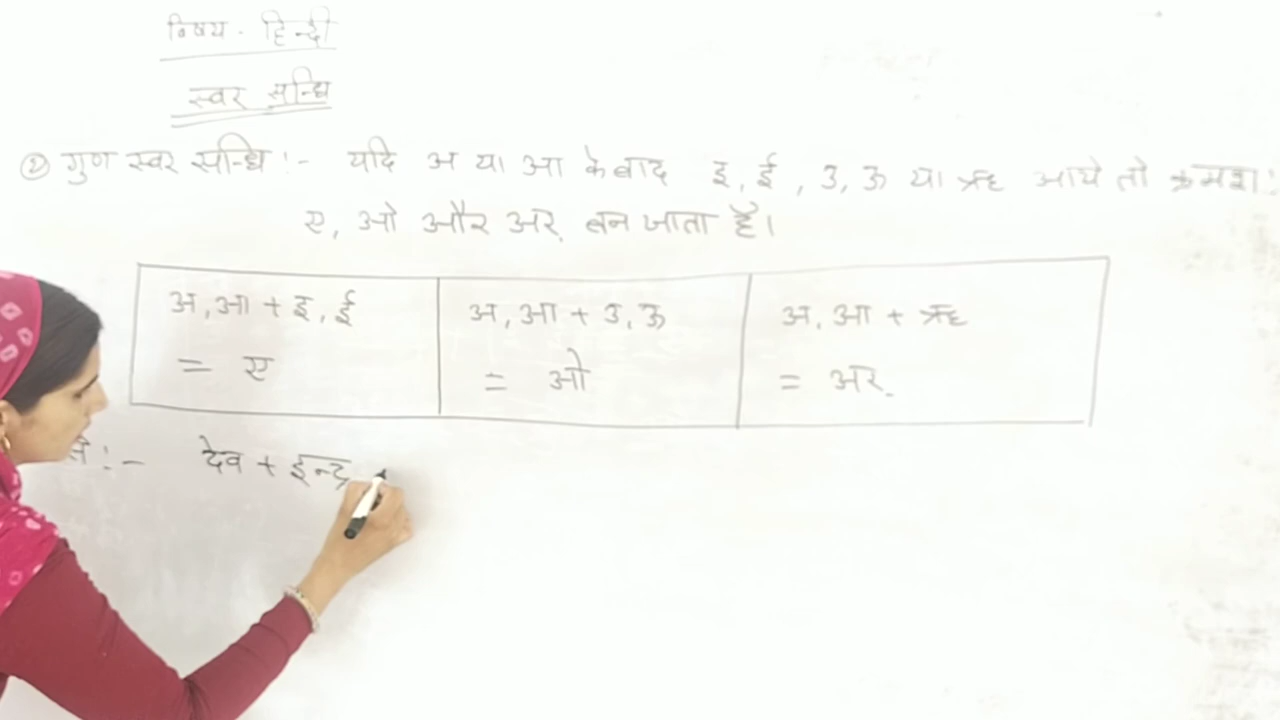 विषय - हिन्दी
स्वर सन्धि
② गुण स्वर सन्धि :- यदि अ या आ के बाद इ, ई , उ, ऊ या ऋ आये तो क्रमश:
ए, ओ और अर् बन जाता है।
अ, आ + इ, ई
= ए
अ, आ + उ, ऊ
= ओ
अ, आ + ऋ
= अर्
:- देव + इन्द्र